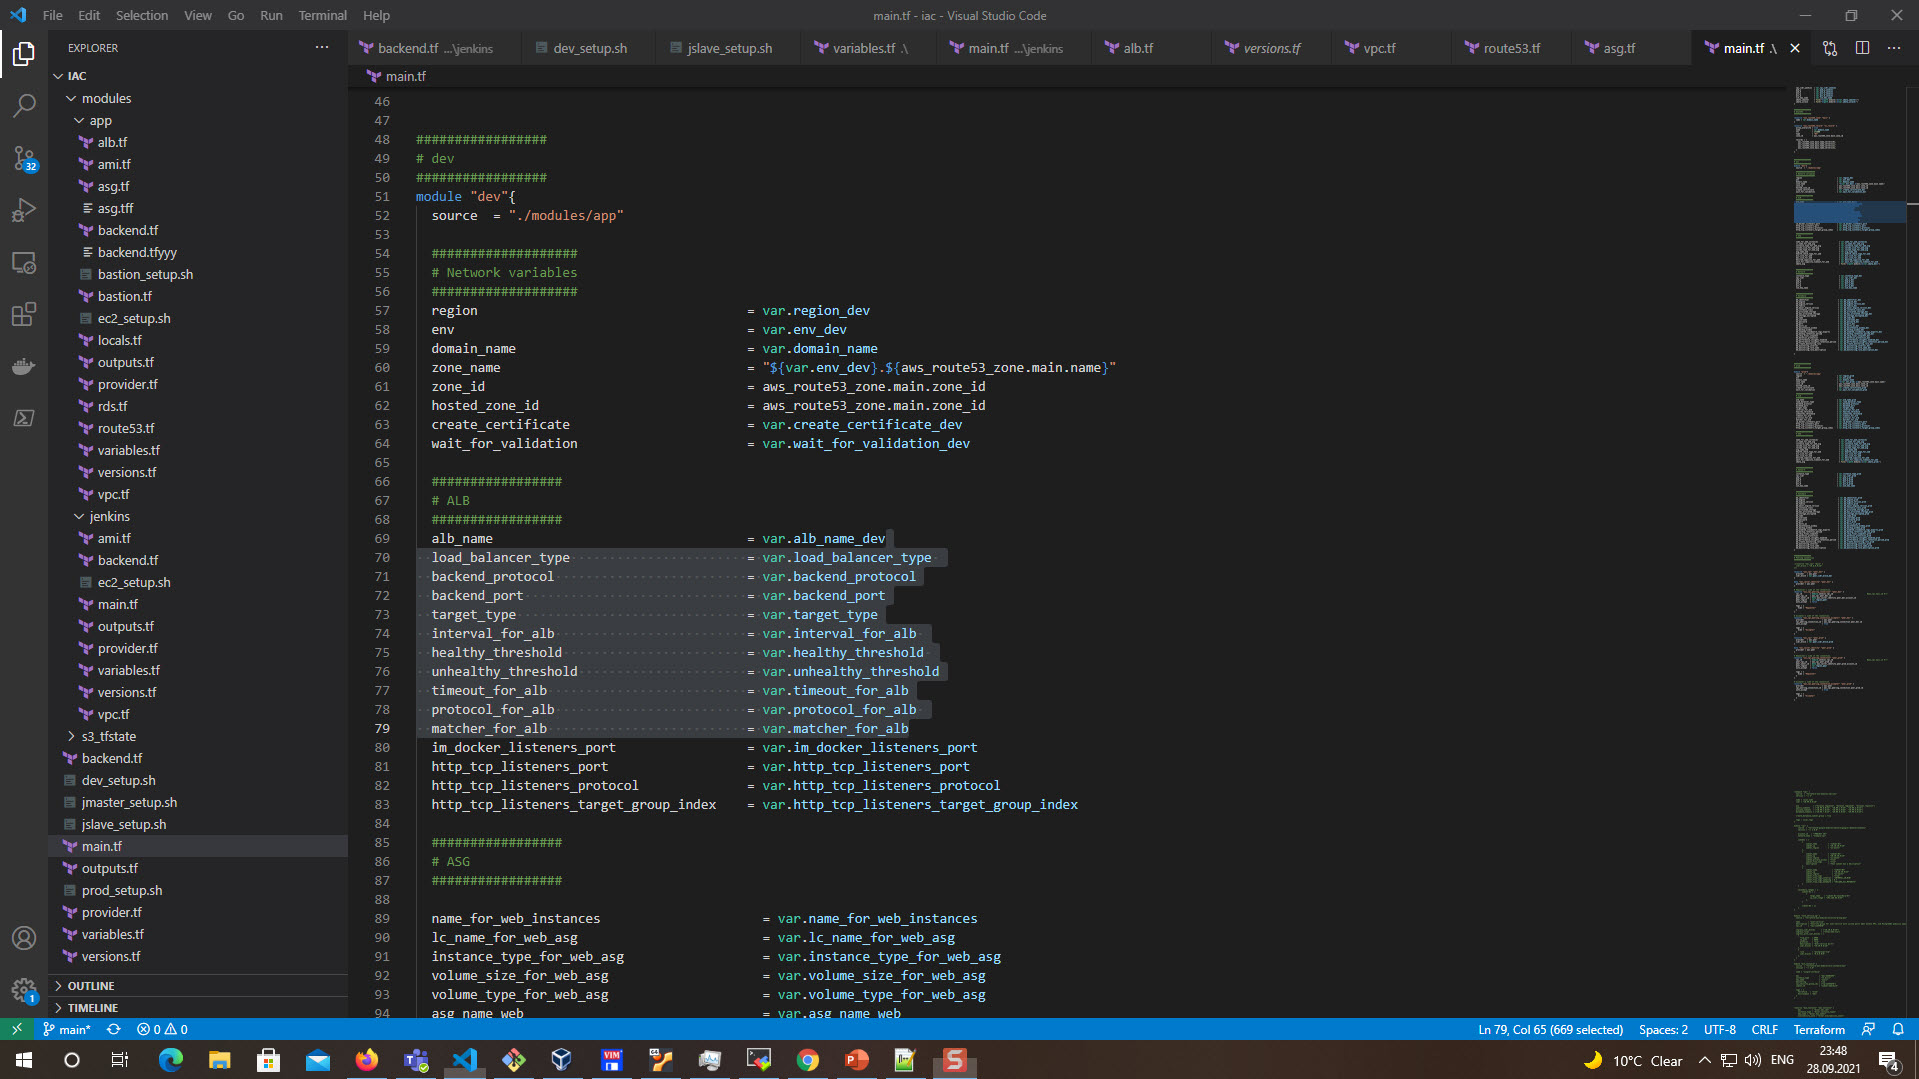 File Edit Selection View Go Run Terminal Help
main.tf - iac - Visual Studio Code
EXPLORER
backend.tf ...\jenkins
dev_setup.sh
jslave_setup.sh
variables.tf .\
main.tf ...\jenkins
alb.tf
versions.tf
vpc.tf
route53.tf
asg.tf
main.tf .\
main.tf
IAC
modules
app
alb.tf
ami.tf
asg.tf
asg.tff
backend.tf
backend.tfyyy
bastion_setup.sh
bastion.tf
ec2_setup.sh
locals.tf
outputs.tf
provider.tf
rds.tf
route53.tf
variables.tf
versions.tf
vpc.tf
jenkins
ami.tf
backend.tf
ec2_setup.sh
main.tf
outputs.tf
provider.tf
variables.tf
versions.tf
vpc.tf
s3_tfstate
backend.tf
dev_setup.sh
jmaster_setup.sh
jslave_setup.sh
main.tf
outputs.tf
prod_setup.sh
provider.tf
variables.tf
versions.tf
OUTLINE
TIMELINE
32
1
46
47
48 #################
49 # dev
50 #################
51 module "dev"{
52 source = "./modules/app"
53
54 ###################
55 # Network variables
56 ###################
57 region = var.region_dev
58 env = var.env_dev
59 domain_name = var.domain_name
60 zone_name = "${var.env_dev}.${aws_route53_zone.main.name}"
61 zone_id = aws_route53_zone.main.zone_id
62 hosted_zone_id = aws_route53_zone.main.zone_id
63 create_certificate = var.create_certificate_dev
64 wait_for_validation = var.wait_for_validation_dev
65
66 #################
67 # ALB
68 #################
69 alb_name = var.alb_name_dev
70 load_balancer_type = var.load_balancer_type
71 backend_protocol = var.backend_protocol
72 backend_port = var.backend_port
73 target_type = var.target_type
74 interval_for_alb = var.interval_for_alb
75 healthy_threshold = var.healthy_threshold
76 unhealthy_threshold = var.unhealthy_threshold
77 timeout_for_alb = var.timeout_for_alb
78 protocol_for_alb = var.protocol_for_alb
79 matcher_for_alb = var.matcher_for_alb
80 im_docker_listeners_port = var.im_docker_listeners_port
81 http_tcp_listeners_port = var.http_tcp_listeners_port
82 http_tcp_listeners_protocol = var.http_tcp_listeners_protocol
83 http_tcp_listeners_target_group_index = var.http_tcp_listeners_target_group_index
84
85 #################
86 # ASG
87 #################
88
89 name_for_web_instances = var.name_for_web_instances
90 lc_name_for_web_asg = var.lc_name_for_web_asg
91 instance_type_for_web_asg = var.instance_type_for_web_asg
92 volume_size_for_web_asg = var.volume_size_for_web_asg
93 volume_type_for_web_asg = var.volume_type_for_web_asg
94 asg_name_web = var.asg_name_web
main* 0 0
Ln 79, Col 65 (669 selected) Spaces: 2 UTF-8 CRLF Terraform
10°C Clear ENG
23:48
28.09.2021
4